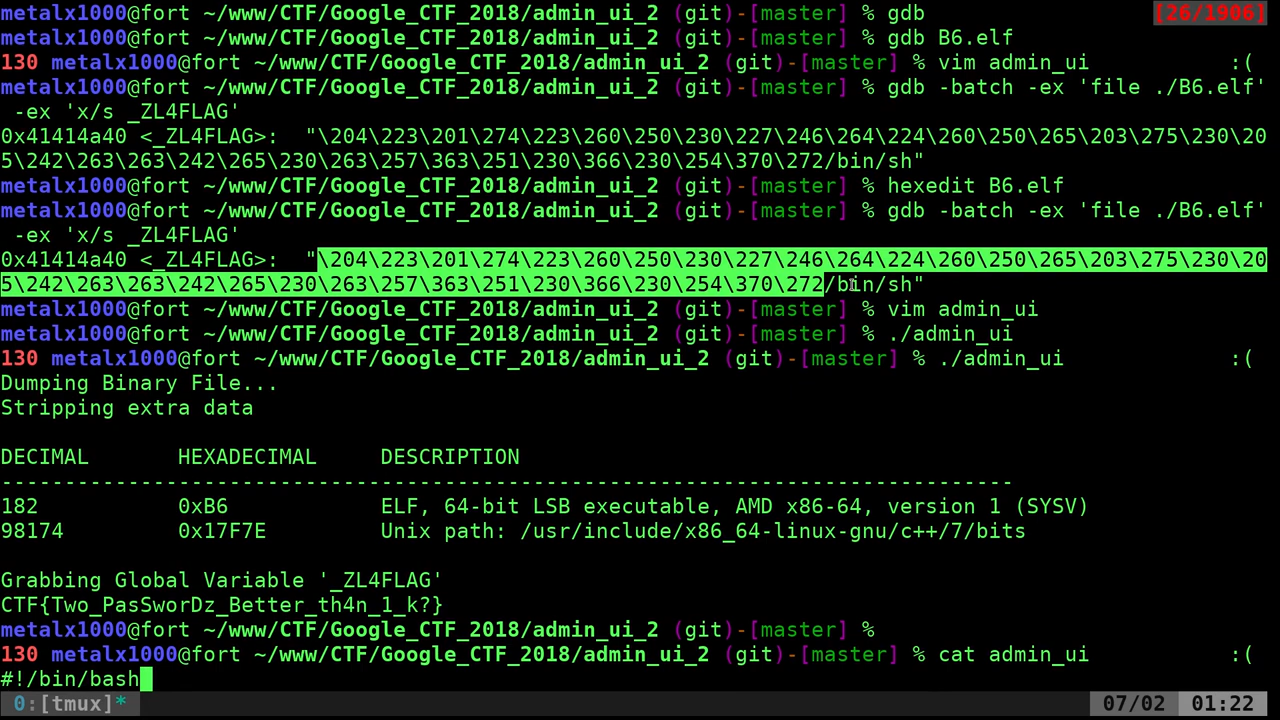 metalx1000@fort ~/www/CTF/Google_CTF_2018/admin_ui_2 (git)-[master] % gdb [26/1906]
metalx1000@fort ~/www/CTF/Google_CTF_2018/admin_ui_2 (git)-[master] % gdb B6.elf
130 metalx1000@fort ~/www/CTF/Google_CTF_2018/admin_ui_2 (git)-[master] % vim admin_ui :(
metalx1000@fort ~/www/CTF/Google_CTF_2018/admin_ui_2 (git)-[master] % gdb -batch -ex 'file ./B6.elf'
-ex 'x/s _ZL4FLAG'
0x41414a40 <_ZL4FLAG>: "\204\223\201\274\223\260\250\230\227\246\264\224\260\250\265\203\275\230\20
5\242\263\263\242\265\230\263\257\363\251\230\366\230\254\370\272/bin/sh"
metalx1000@fort ~/www/CTF/Google_CTF_2018/admin_ui_2 (git)-[master] % hexedit B6.elf
metalx1000@fort ~/www/CTF/Google_CTF_2018/admin_ui_2 (git)-[master] % gdb -batch -ex 'file ./B6.elf'
-ex 'x/s _ZL4FLAG'
0x41414a40 <_ZL4FLAG>: "\204\223\201\274\223\260\250\230\227\246\264\224\260\250\265\203\275\230\20
5\242\263\263\242\265\230\263\257\363\251\230\366\230\254\370\272/bin/sh"
metalx1000@fort ~/www/CTF/Google_CTF_2018/admin_ui_2 (git)-[master] % vim admin_ui
metalx1000@fort ~/www/CTF/Google_CTF_2018/admin_ui_2 (git)-[master] % ./admin_ui
130 metalx1000@fort ~/www/CTF/Google_CTF_2018/admin_ui_2 (git)-[master] % ./admin_ui :(
Dumping Binary File...
Stripping extra data
DECIMAL HEXADECIMAL DESCRIPTION
--------------------------------------------------------------------------------
182 0xB6 ELF, 64-bit LSB executable, AMD x86-64, version 1 (SYSV)
98174 0x17F7E Unix path: /usr/include/x86_64-linux-gnu/c++/7/bits
Grabbing Global Variable '_ZL4FLAG'
CTF{Two_PasSworDz_Better_th4n_1_k?}
metalx1000@fort ~/www/CTF/Google_CTF_2018/admin_ui_2 (git)-[master] %
130 metalx1000@fort ~/www/CTF/Google_CTF_2018/admin_ui_2 (git)-[master] % cat admin_ui :(
#!/bin/bash
0:[tmux]* 07/02 01:22